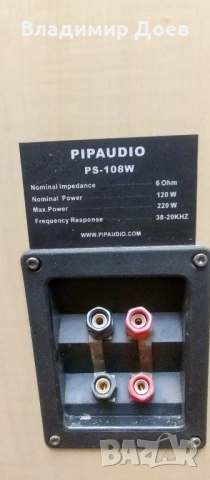 Владимир Доев
PIPAUDIO
PS-108W
Nominal Impedance 6 Ohm
Nominal Power 120 W
Max.Power 220 W
Frequency Response 38-20KHZ
WWW.PIPAUDIO.COM
BAZAR